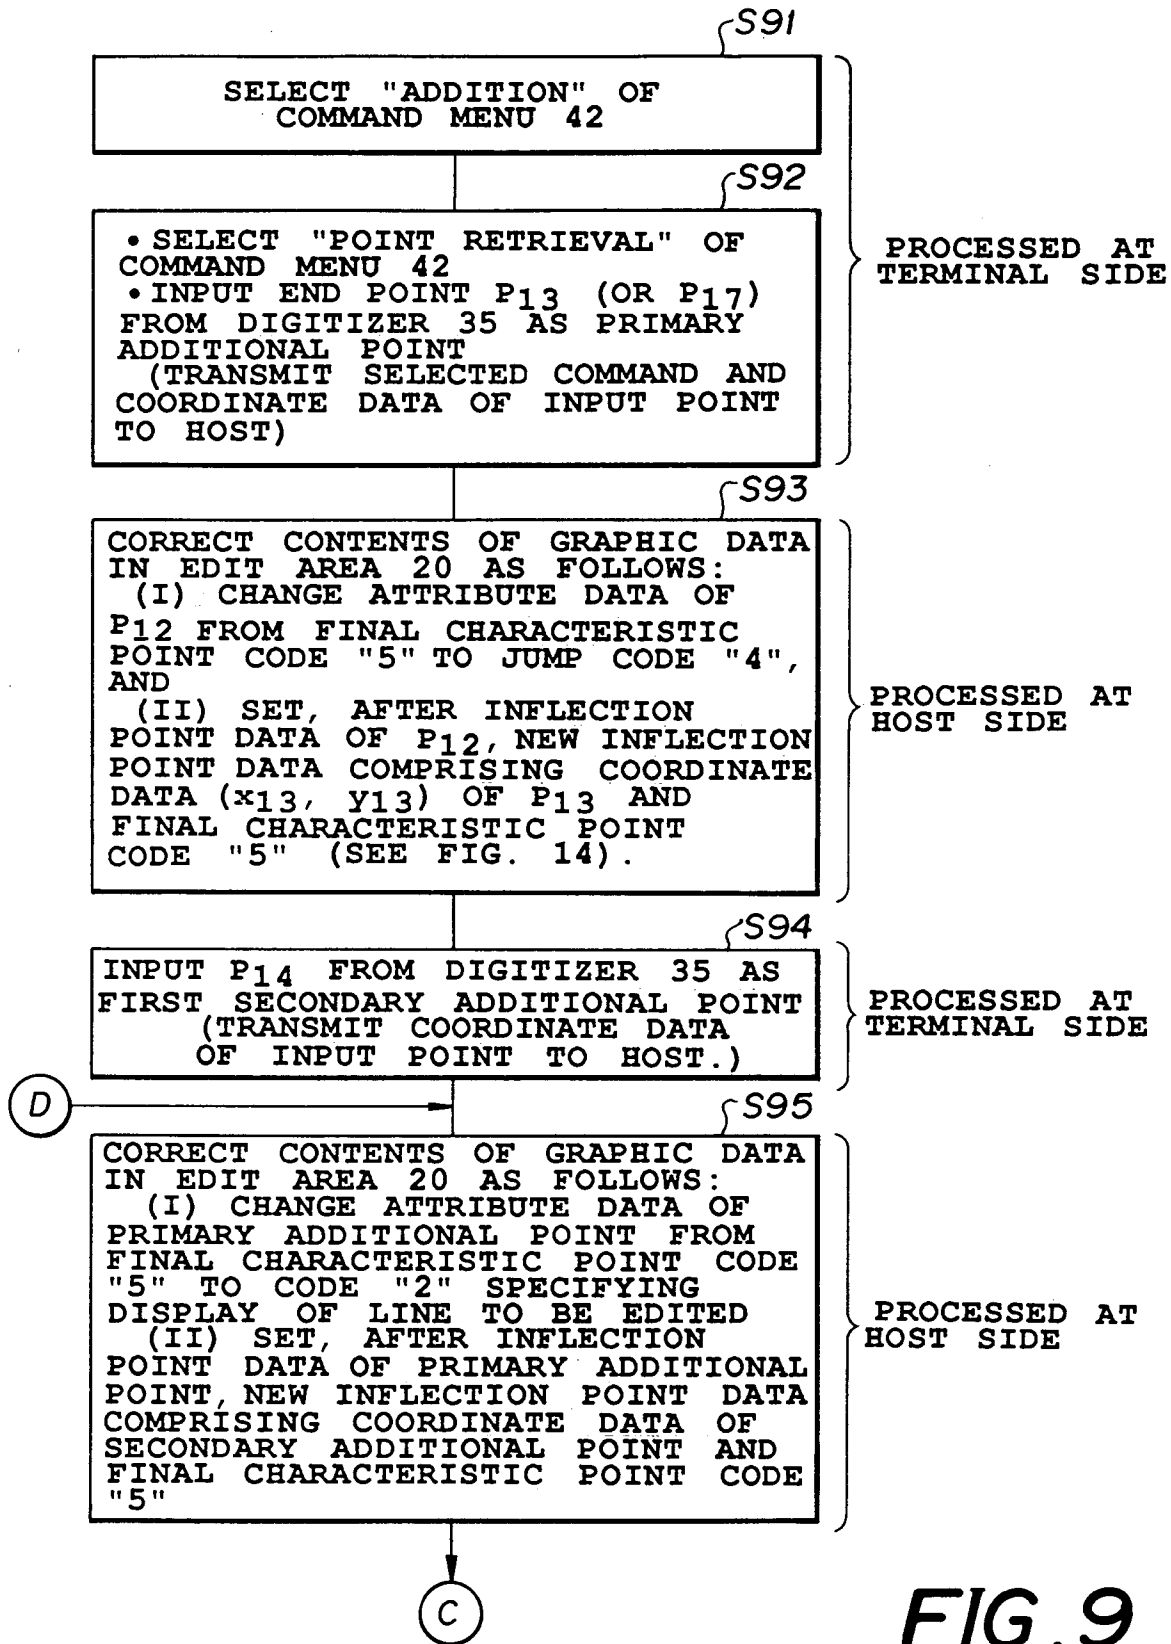 S91
SELECT "ADDITION" OF
COMMAND MENU 42
S92
• SELECT "POINT RETRIEVAL" OF
COMMAND MENU 42
• INPUT END POINT P13 (OR P17)
FROM DIGITIZER 35 AS PRIMARY
ADDITIONAL POINT
(TRANSMIT SELECTED COMMAND AND
COORDINATE DATA OF INPUT POINT
TO HOST)
PROCESSED AT
TERMINAL SIDE
S93
CORRECT CONTENTS OF GRAPHIC DATA
IN EDIT AREA 20 AS FOLLOWS:
(I) CHANGE ATTRIBUTE DATA OF
P12 FROM FINAL CHARACTERISTIC
POINT CODE "5" TO JUMP CODE "4",
AND
(II) SET, AFTER INFLECTION
POINT DATA OF P12, NEW INFLECTION
POINT DATA COMPRISING COORDINATE
DATA (x13, y13) OF P13 AND
FINAL CHARACTERISTIC POINT
CODE "5" (SEE FIG. 14).
PROCESSED AT
HOST SIDE
S94
INPUT P14 FROM DIGITIZER 35 AS
FIRST SECONDARY ADDITIONAL POINT
(TRANSMIT COORDINATE DATA
OF INPUT POINT TO HOST.)
PROCESSED AT
TERMINAL SIDE
D
S95
CORRECT CONTENTS OF GRAPHIC DATA
IN EDIT AREA 20 AS FOLLOWS:
(I) CHANGE ATTRIBUTE DATA OF
PRIMARY ADDITIONAL POINT FROM
FINAL CHARACTERISTIC POINT CODE
"5" TO CODE "2" SPECIFYING
DISPLAY OF LINE TO BE EDITED
(II) SET, AFTER INFLECTION
POINT DATA OF PRIMARY ADDITIONAL
POINT, NEW INFLECTION POINT DATA
COMPRISING COORDINATE DATA OF
SECONDARY ADDITIONAL POINT AND
FINAL CHARACTERISTIC POINT CODE
"5"
PROCESSED AT
HOST SIDE
C
FIG. 9